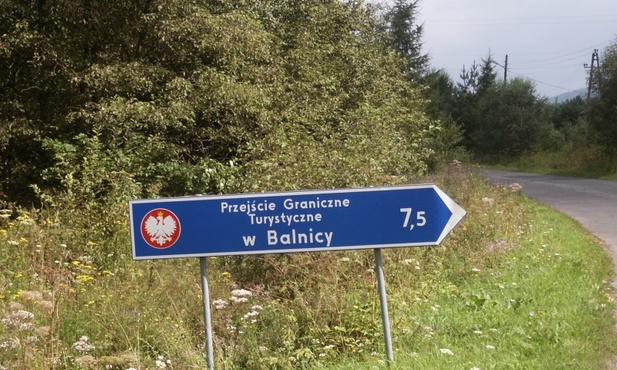 Przejście Graniczne
Turystyczne
w Balnicy
7,5